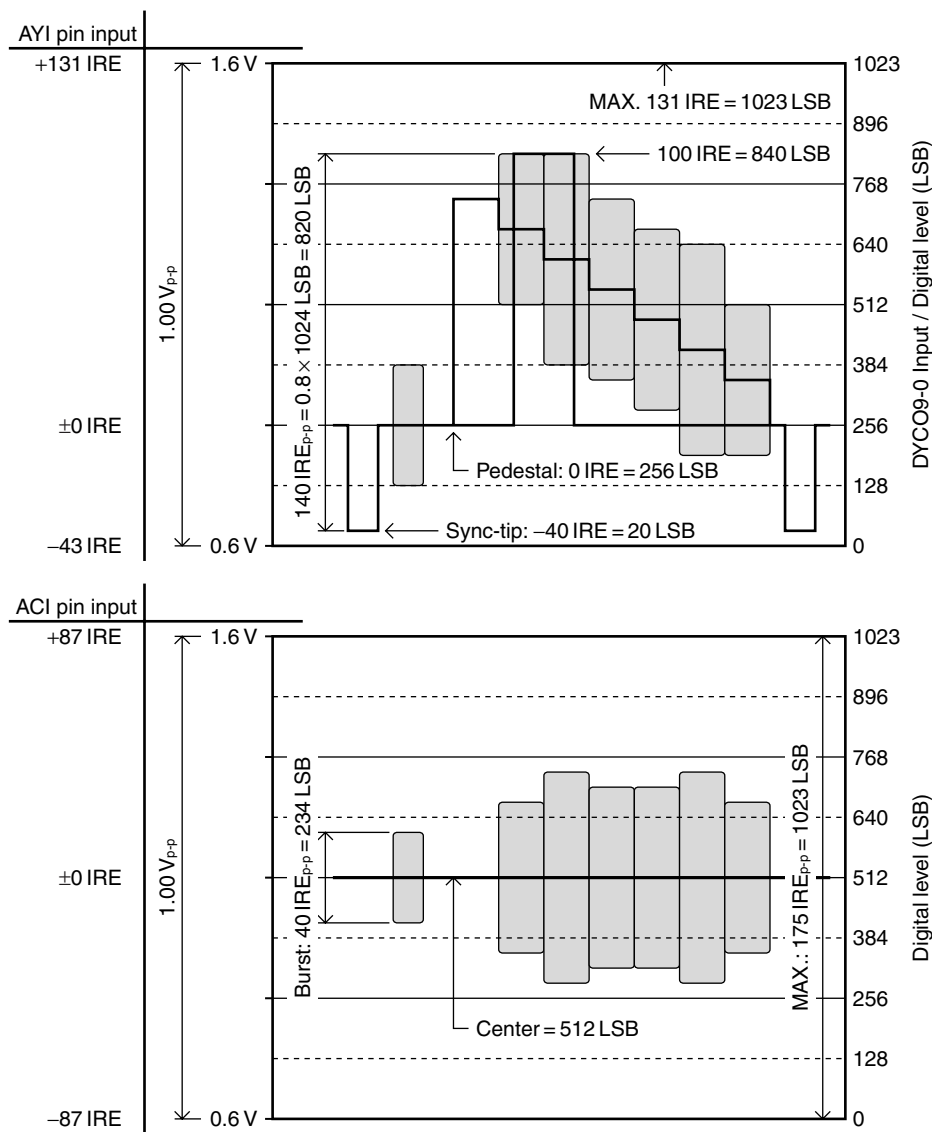 AYI pin input
+131 IRE
1.6 V
1023
MAX. 131 IRE = 1023 LSB
896
100 IRE = 840 LSB
768
640
512
384
±0 IRE
256
Pedestal: 0 IRE = 256 LSB
128
Sync-tip: −40 IRE = 20 LSB
−43 IRE
0.6 V
0
1.00 Vp-p
140 IREp-p = 0.8 × 1024 LSB = 820 LSB
DYCO9-0 Input / Digital level (LSB)
ACI pin input
+87 IRE
1.6 V
1023
896
768
640
±0 IRE
512
384
256
Center = 512 LSB
128
−87 IRE
0.6 V
0
1.00 Vp-p
Burst: 40 IREp-p = 234 LSB
MAX.: 175 IREp-p = 1023 LSB
Digital level (LSB)